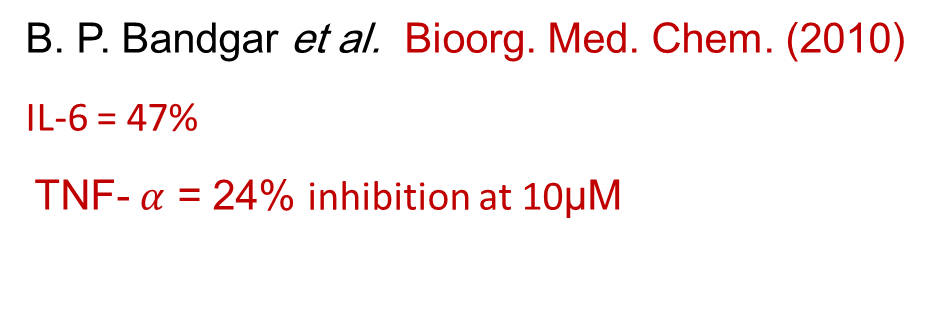 B. P. Bandgar et al. Bioorg. Med. Chem. (2010)
IL-6 = 47%
TNF- α = 24% inhibition at 10µM